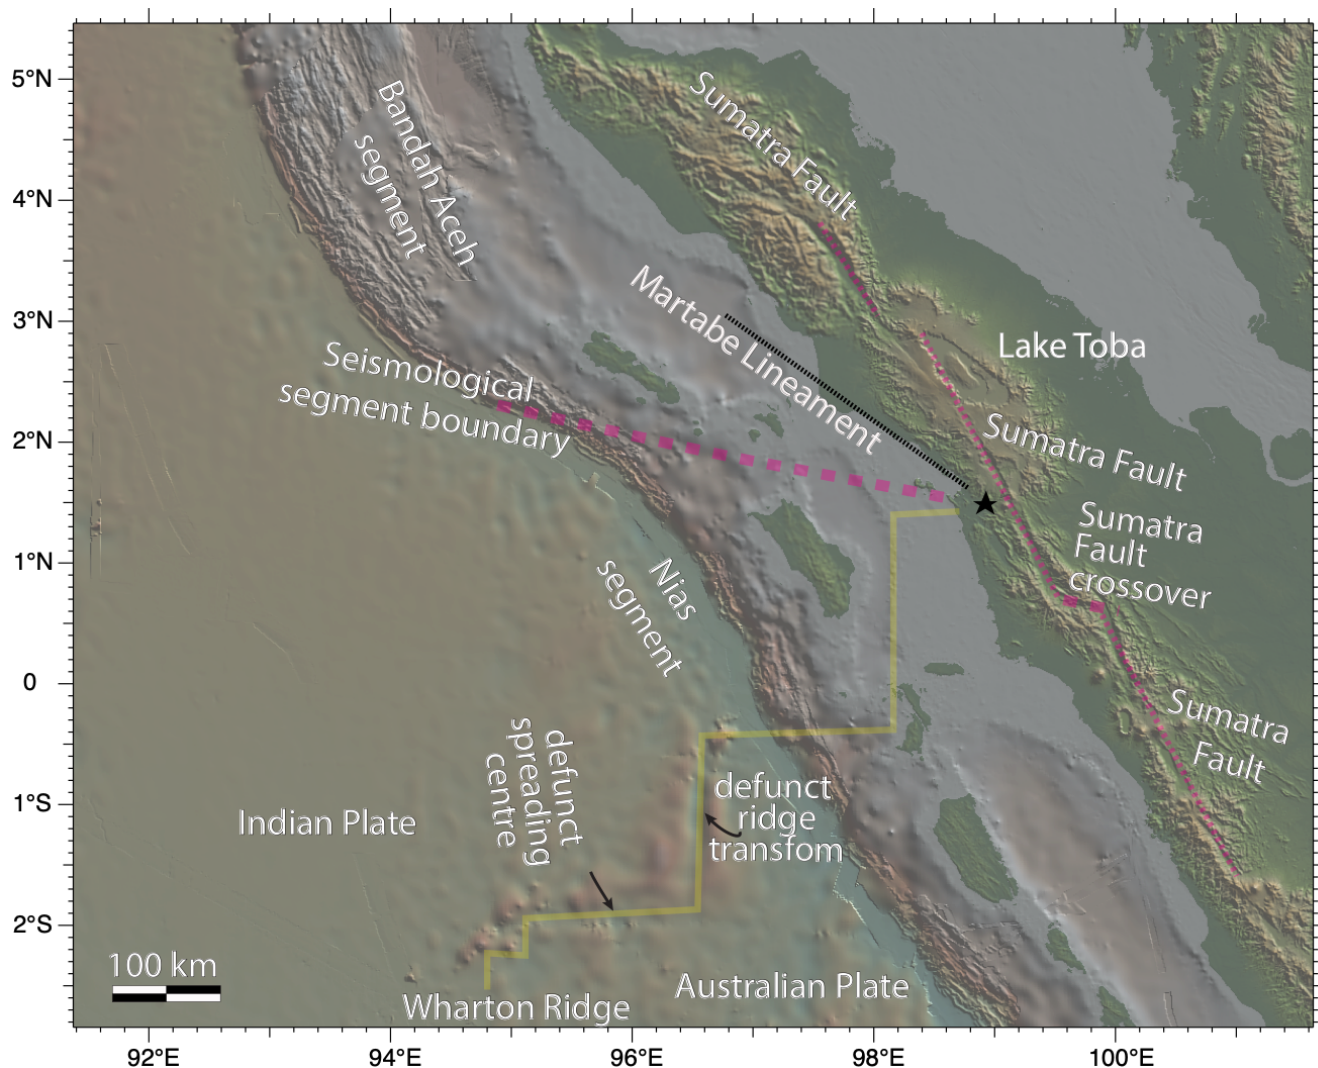 5°N
4°N
3°N
2°N
1°N
0
1°S
2°S
92°E
94°E
96°E
98°E
100°E
Bandah Aceh
segment
Sumatra Fault
Martabe Lineament
Lake Toba
Seismological
segment boundary
Sumatra Fault
Sumatra
Fault
crossover
Nias
segment
Sumatra
Fault
defunct
spreading
centre
defunct
ridge
transfom
Indian Plate
100 km
Wharton Ridge
Australian Plate